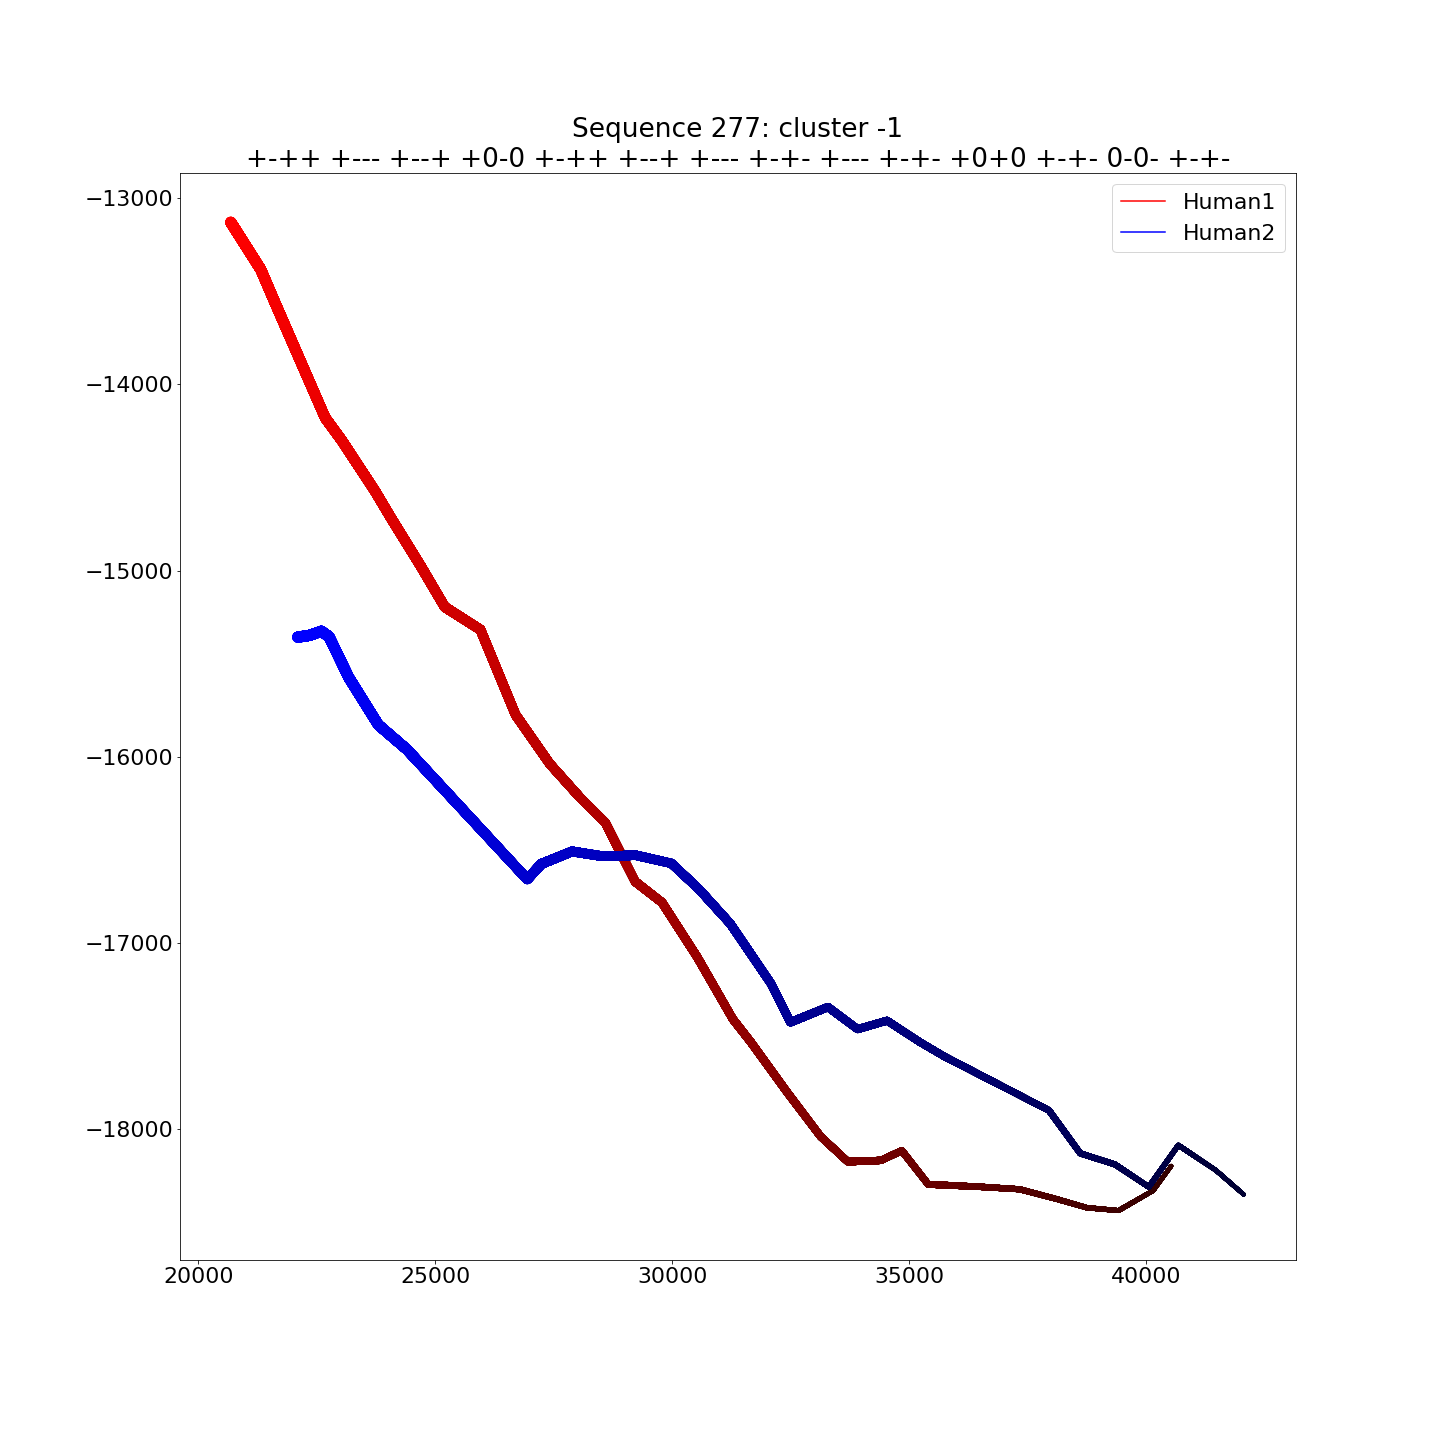 Sequence 277: cluster -1
+-++ +--- +--+ +0-0 +-++ +--+ +--- +-+- +--- +-+- +0+0 +-+- 0-0- +-+-
Human1
Human2
−13000
−14000
−15000
−16000
−17000
−18000
20000 25000 30000 35000 40000